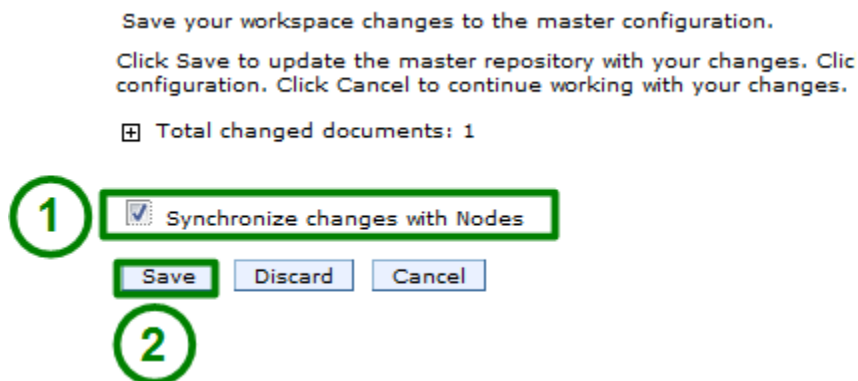 Save your workspace changes to the master configuration.
Click Save to update the master repository with your changes. Clic
configuration. Click Cancel to continue working with your changes.
Total changed documents: 1
1
Synchronize changes with Nodes
Save Discard Cancel
2